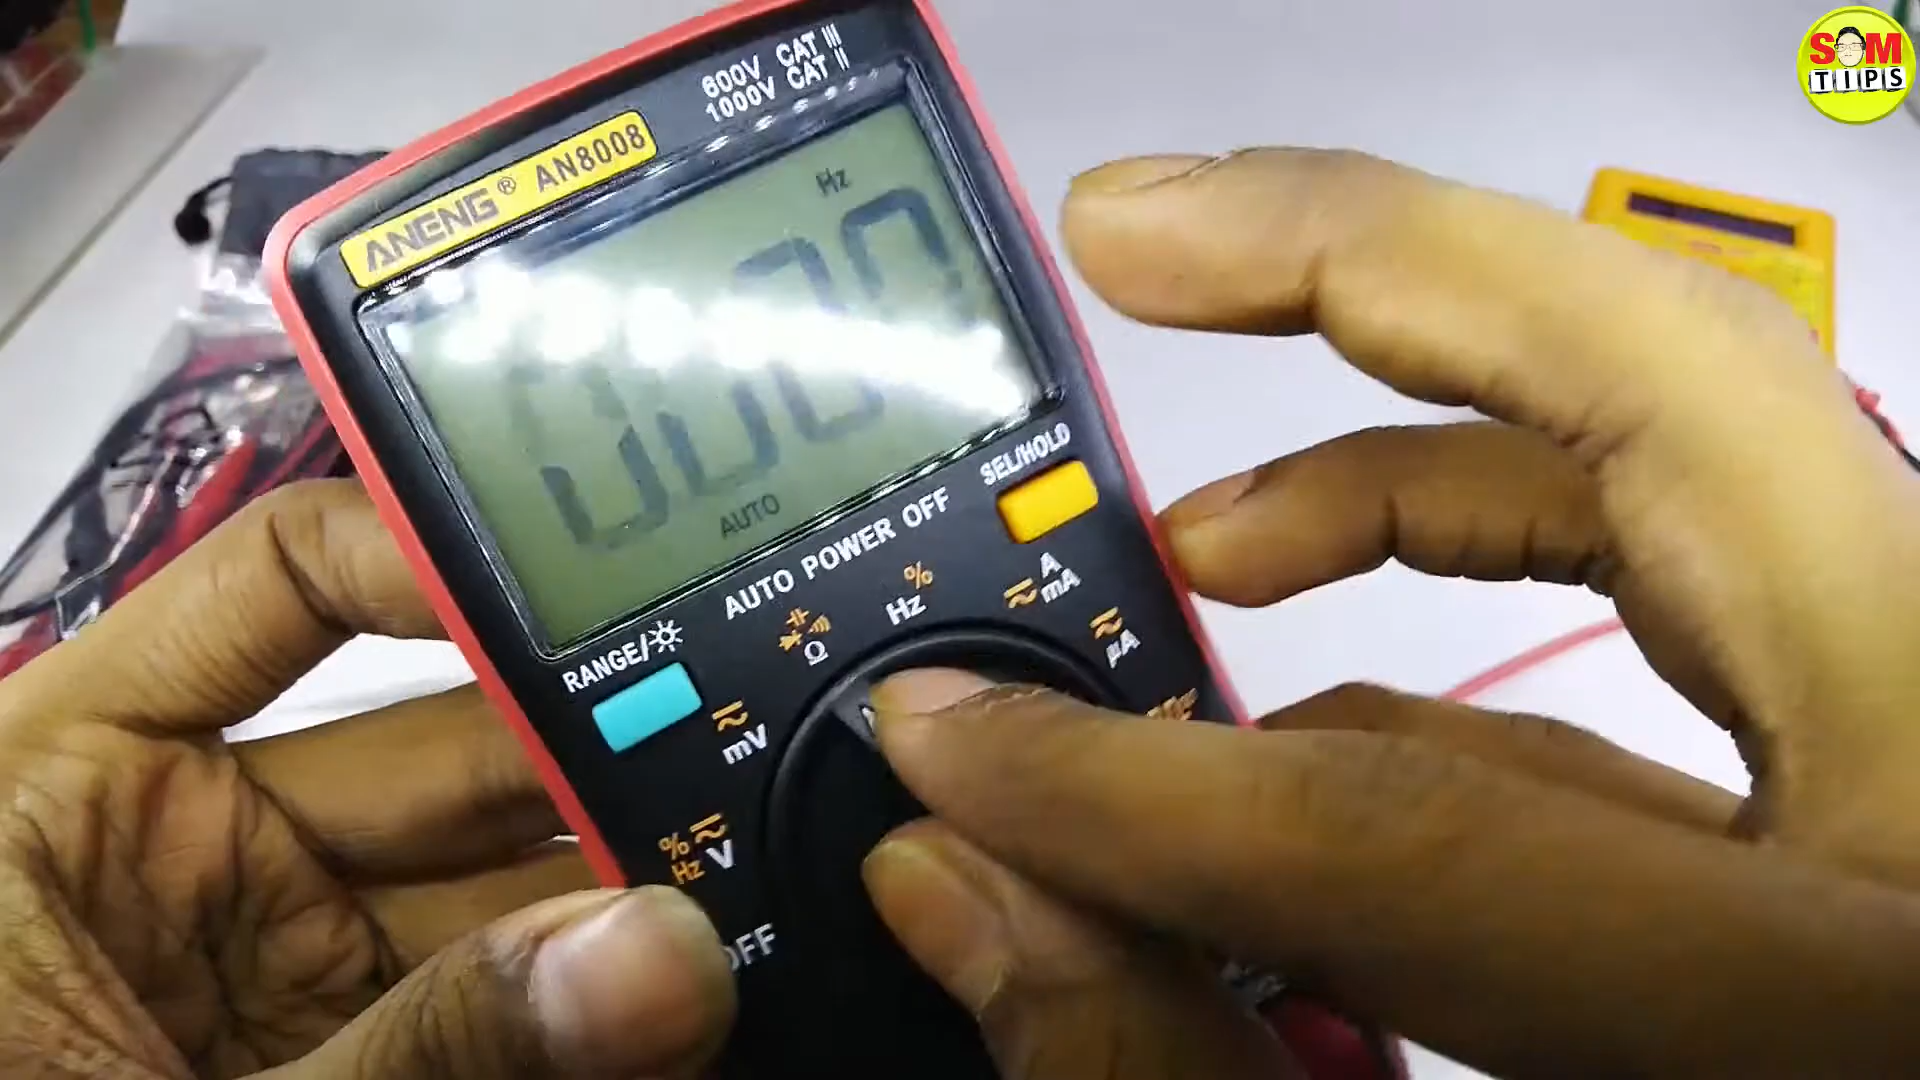 SM
TIPS
600V CAT III
1000V CAT II
ANENG® AN8008
Hz
AUTO
SEL/HOLD
AUTO POWER OFF
RANGE/
%
Hz
A
mA
µA
Ω
mV
%
Hz V
OFF